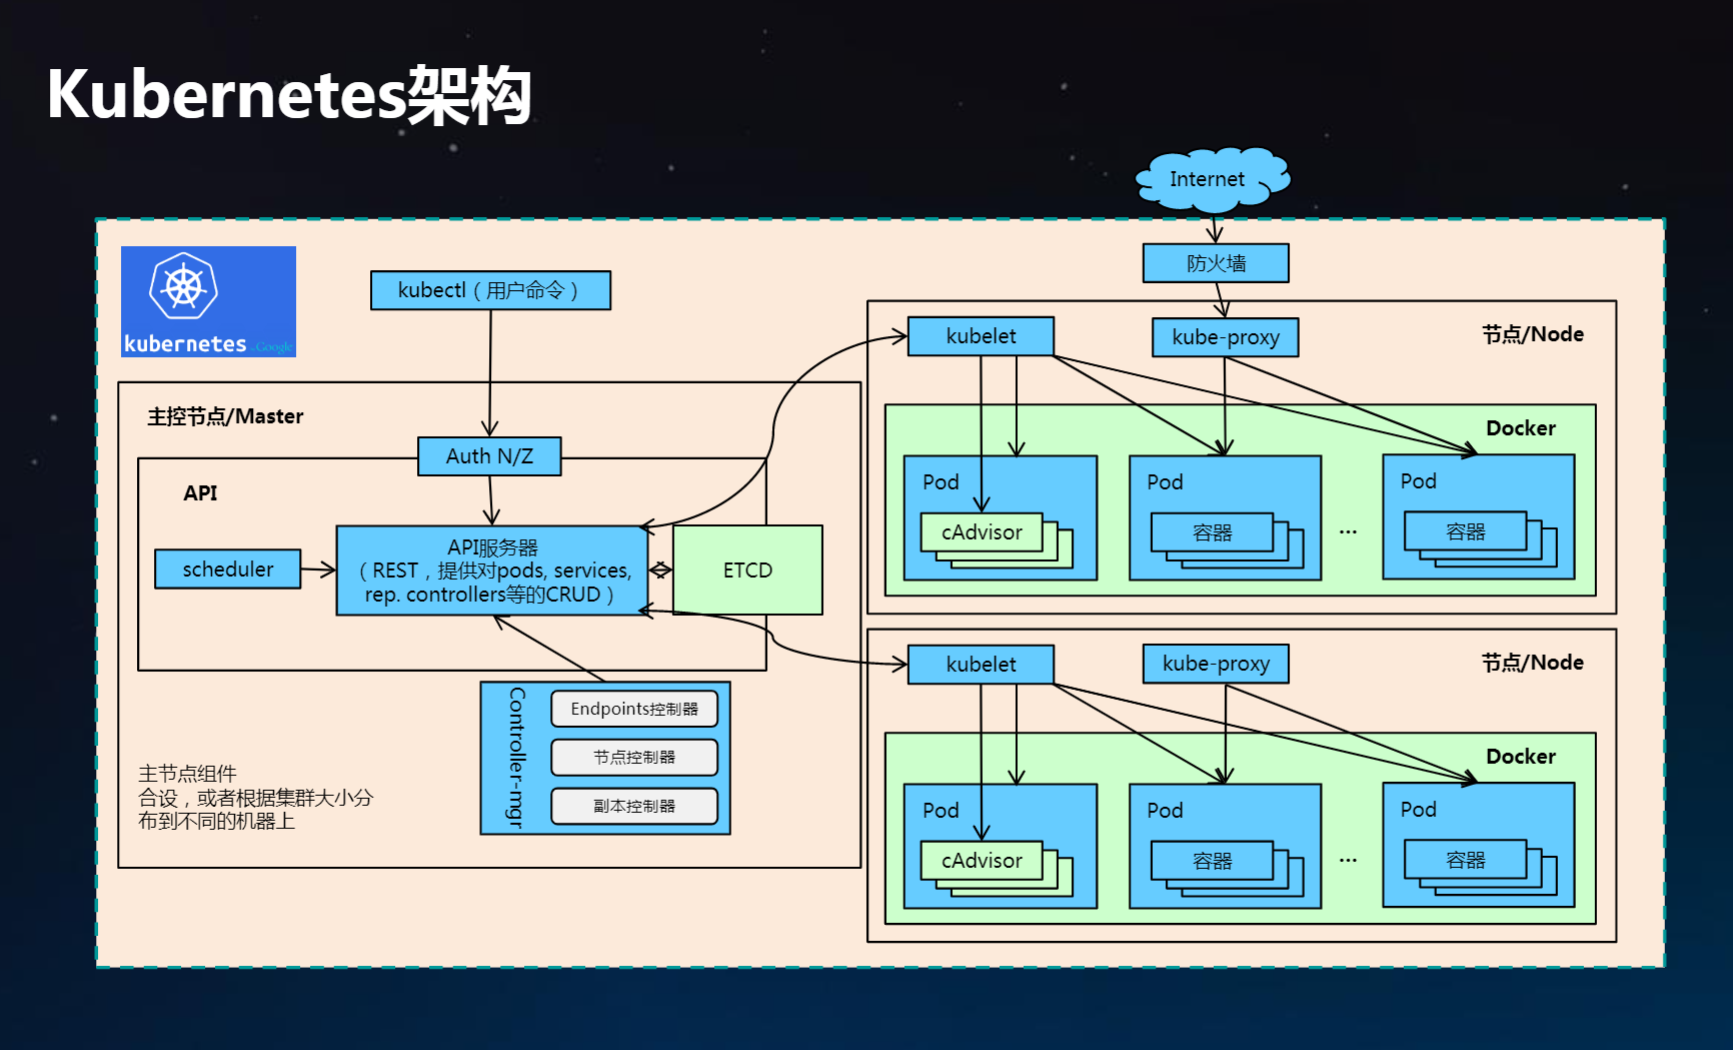 Kubernetes架构
Internet
防火墙
kubernetes
by Google
kubectl（用户命令）
主控节点/Master
Auth N/Z
API
scheduler
API服务器
（REST，提供对pods, services,
rep. controllers等的CRUD）
ETCD
Controller-mgr
Endpoints控制器
节点控制器
副本控制器
主节点组件
合设，或者根据集群大小分
布到不同的机器上
kubelet
kube-proxy
节点/Node
Docker
Pod
cAdvisor
Pod
容器
...
Pod
容器
kubelet
kube-proxy
节点/Node
Docker
Pod
cAdvisor
Pod
容器
...
Pod
容器